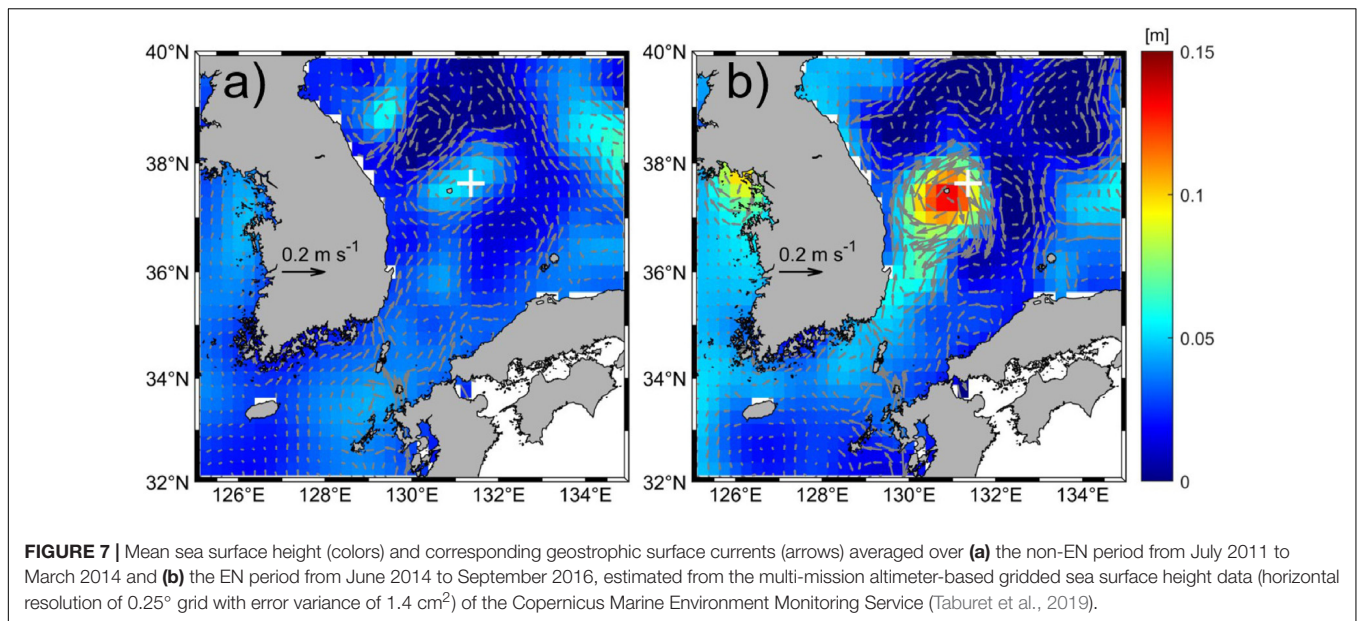 [m]
40°N
a)
40°N
b)
0.15
38°N
38°N
0.1
0.2 m s⁻¹
0.2 m s⁻¹
36°N
36°N
0.05
34°N
34°N
32°N
32°N
0
126°E 128°E 130°E 132°E 134°E
126°E 128°E 130°E 132°E 134°E
FIGURE 7 | Mean sea surface height (colors) and corresponding geostrophic surface currents (arrows) averaged over (a) the non-EN period from July 2011 to
March 2014 and (b) the EN period from June 2014 to September 2016, estimated from the multi-mission altimeter-based gridded sea surface height data (horizontal
resolution of 0.25° grid with error variance of 1.4 cm²) of the Copernicus Marine Environment Monitoring Service (Taburet et al., 2019).